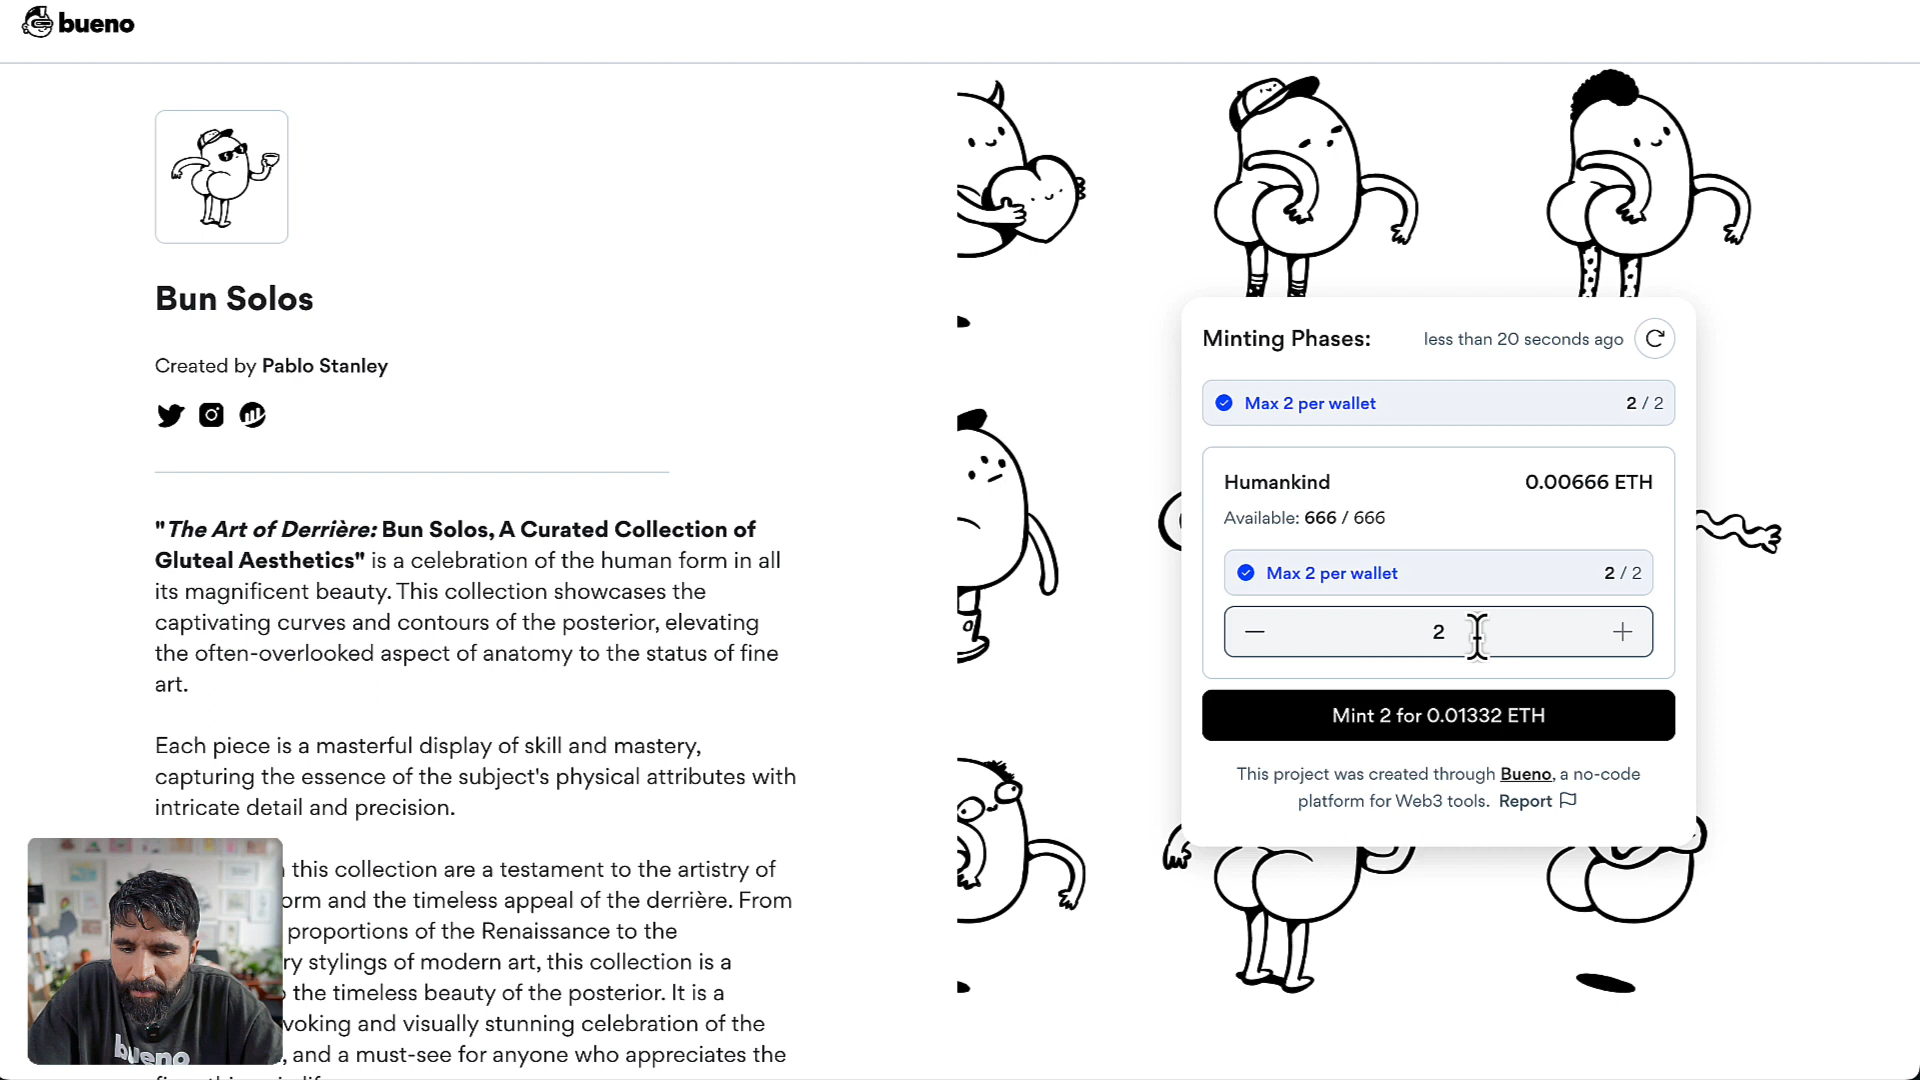 bueno
Bun Solos
Created by Pablo Stanley
"The Art of Derrière: Bun Solos, A Curated Collection of
Gluteal Aesthetics" is a celebration of the human form in all
its magnificent beauty. This collection showcases the
captivating curves and contours of the posterior, elevating
the often-overlooked aspect of anatomy to the status of fine
art.
Each piece is a masterful display of skill and mastery,
capturing the essence of the subject's physical attributes with
intricate detail and precision.
this collection are a testament to the artistry of
orm and the timeless appeal of the derrière. From
proportions of the Renaissance to the
ry stylings of modern art, this collection is a
the timeless beauty of the posterior. It is a
voking and visually stunning celebration of the
, and a must-see for anyone who appreciates the
bueno
Minting Phases:
less than 20 seconds ago
Max 2 per wallet
2 / 2
Humankind
0.00666 ETH
Available: 666 / 666
Max 2 per wallet
2 / 2
2
Mint 2 for 0.01332 ETH
This project was created through Bueno, a no-code
platform for Web3 tools. Report